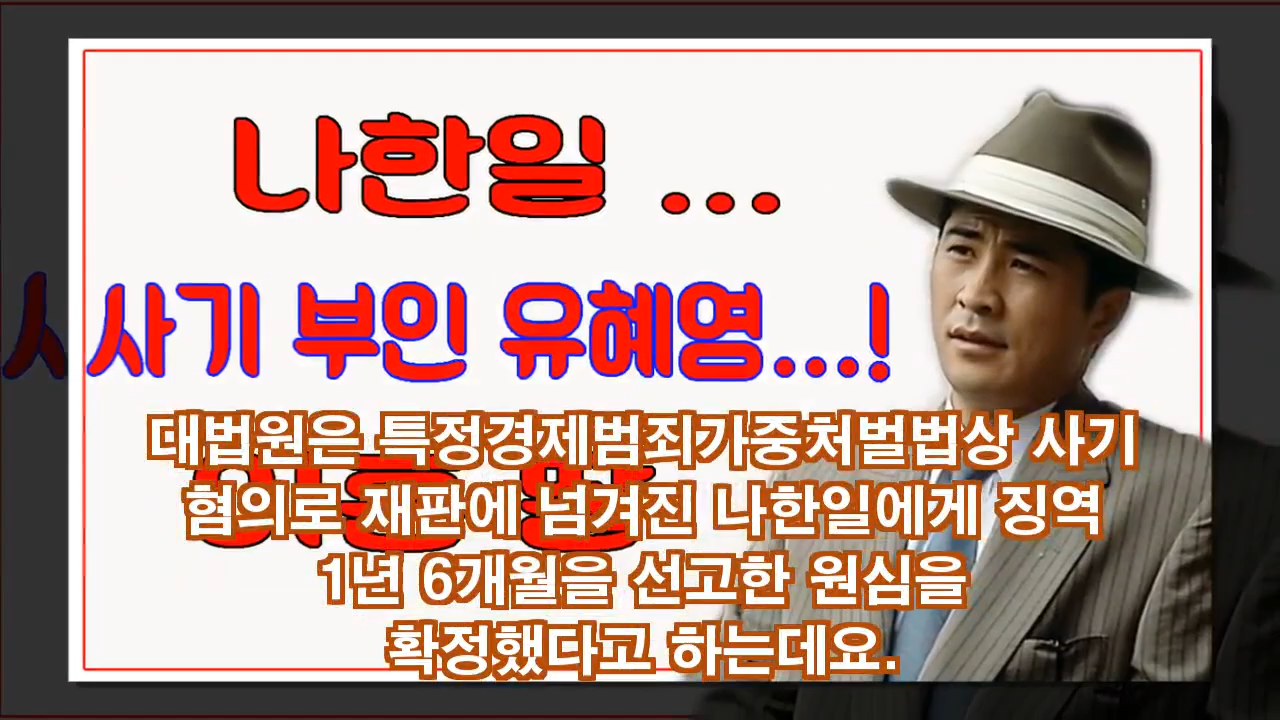 나한일 ...
사기 부인 유혜영...!
대법원은 특정경제범죄가중처벌법상 사기
혐의로 재판에 넘겨진 나한일에게 징역
1년 6개월을 선고한 원심을
확정했다고 하는데요.